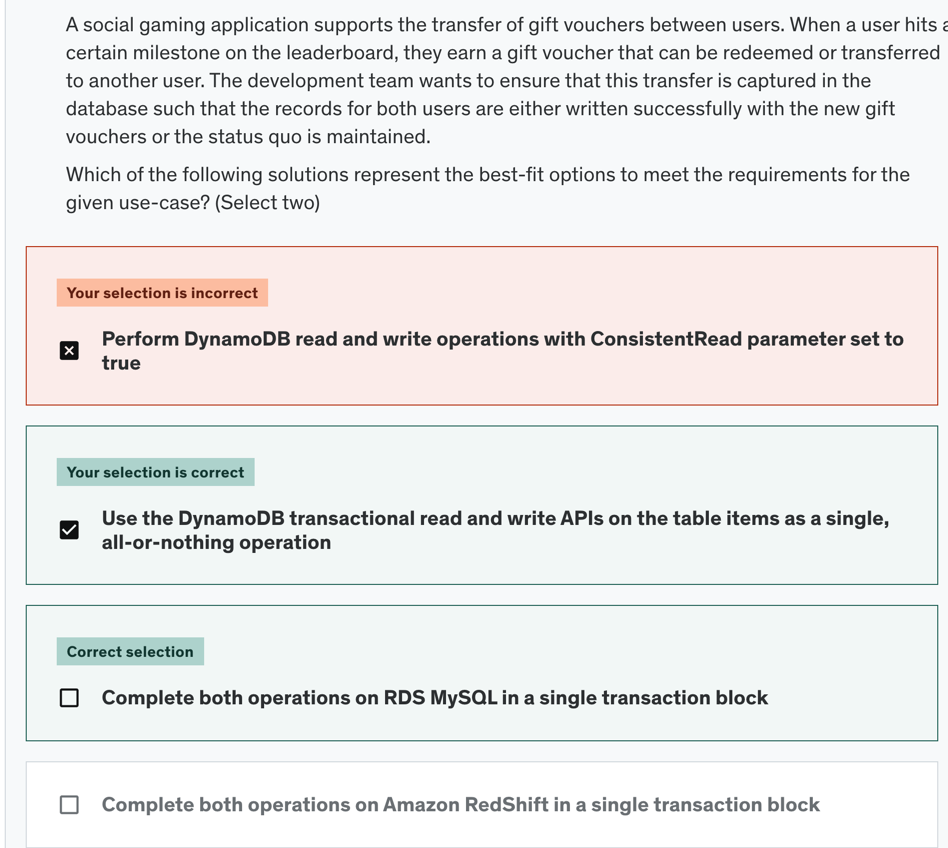 A social gaming application supports the transfer of gift vouchers between users. When a user hits a
certain milestone on the leaderboard, they earn a gift voucher that can be redeemed or transferred
to another user. The development team wants to ensure that this transfer is captured in the
database such that the records for both users are either written successfully with the new gift
vouchers or the status quo is maintained.
Which of the following solutions represent the best-fit options to meet the requirements for the
given use-case? (Select two)
Your selection is incorrect
Perform DynamoDB read and write operations with ConsistentRead parameter set to
true
Your selection is correct
Use the DynamoDB transactional read and write APIs on the table items as a single,
all-or-nothing operation
Correct selection
Complete both operations on RDS MySQL in a single transaction block
Complete both operations on Amazon RedShift in a single transaction block